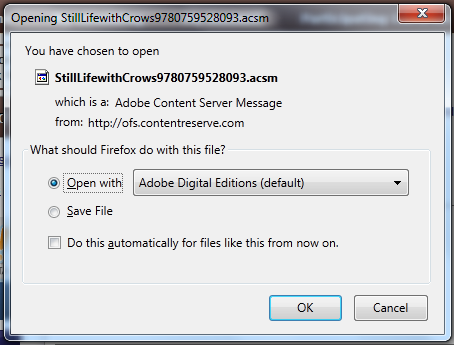 Opening StillLifewithCrows9780759528093.acsm
You have chosen to open
StillLifewithCrows9780759528093.acsm
which is a: Adobe Content Server Message
from: http://ofs.contentreserve.com
What should Firefox do with this file?
Open with Adobe Digital Editions (default)
Save File
Do this automatically for files like this from now on.
OK Cancel